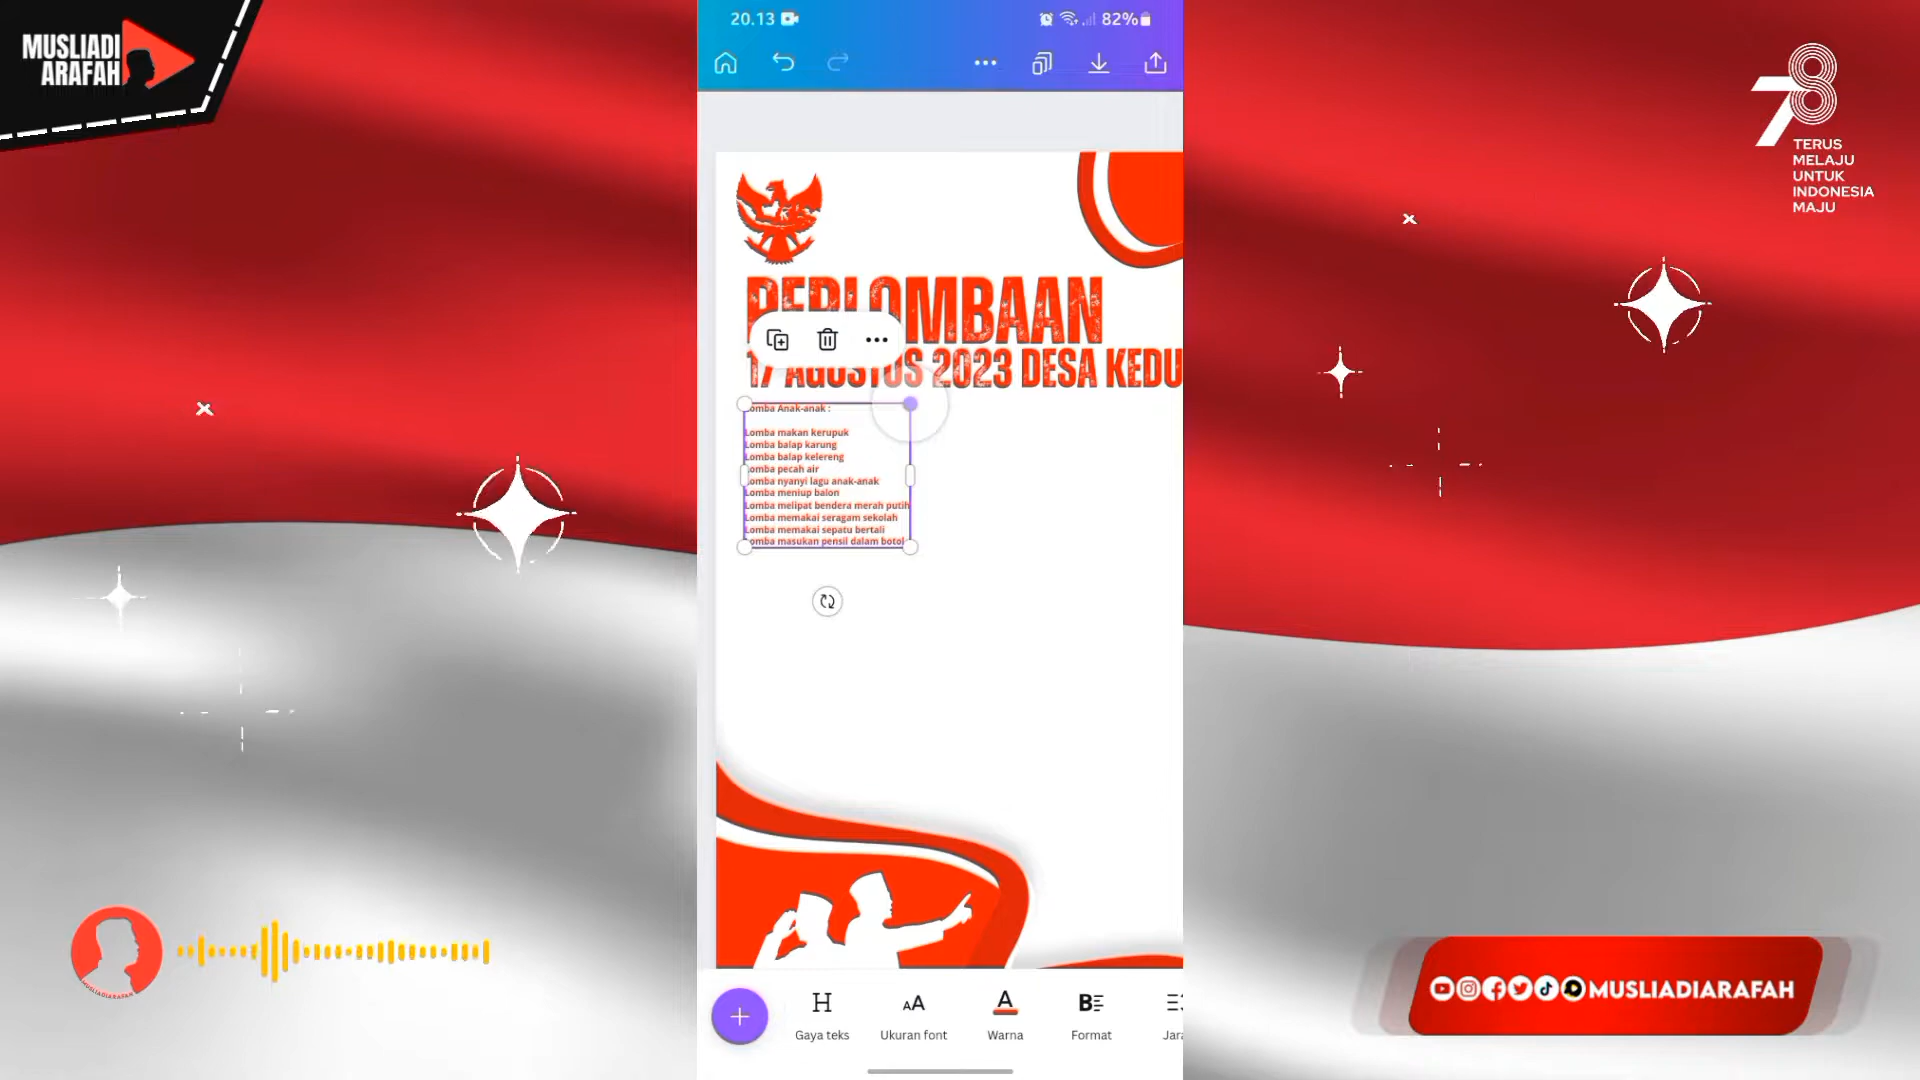 MUSLIADI
ARAFAH
20.13
82%
78
TERUS
MELAJU
UNTUK
INDONESIA
MAJU
PERLOMBAAN
17 AGUSTUS 2023 DESA KEDU
Lomba Anak-anak :
Lomba makan kerupuk
Lomba balap karung
Lomba balap kelereng
Lomba pecah air
Lomba nyanyi lagu anak-anak
Lomba meniup balon
Lomba melipat bendera merah putih
Lomba memakai seragam sekolah
Lomba memakai sepatu bertali
Lomba masukan pensil dalam botol
Gaya teks
Ukuran font
Warna
Format
Jara
MUSLIADIARAFAH
MUSLIADIARAFAH